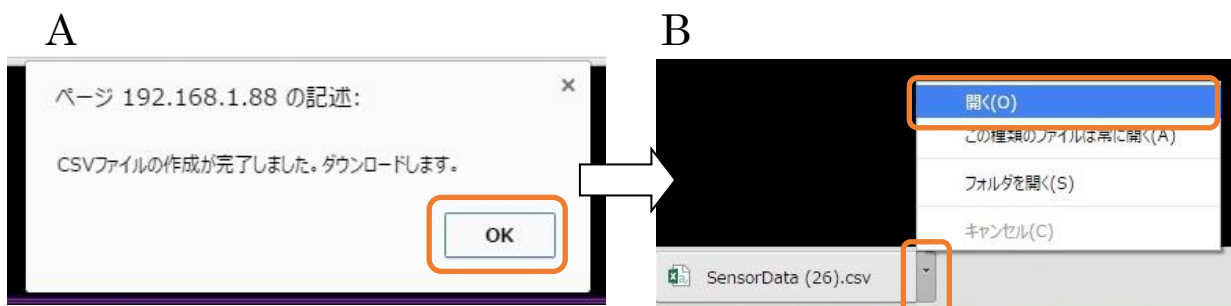 A
ページ 192.168.1.88 の記述:
×
CSVファイルの作成が完了しました。ダウンロードします。
OK
B
開く(O)
この種類のファイルは常に開く(A)
フォルダを開く(S)
キャンセル(C)
SensorData (26).csv